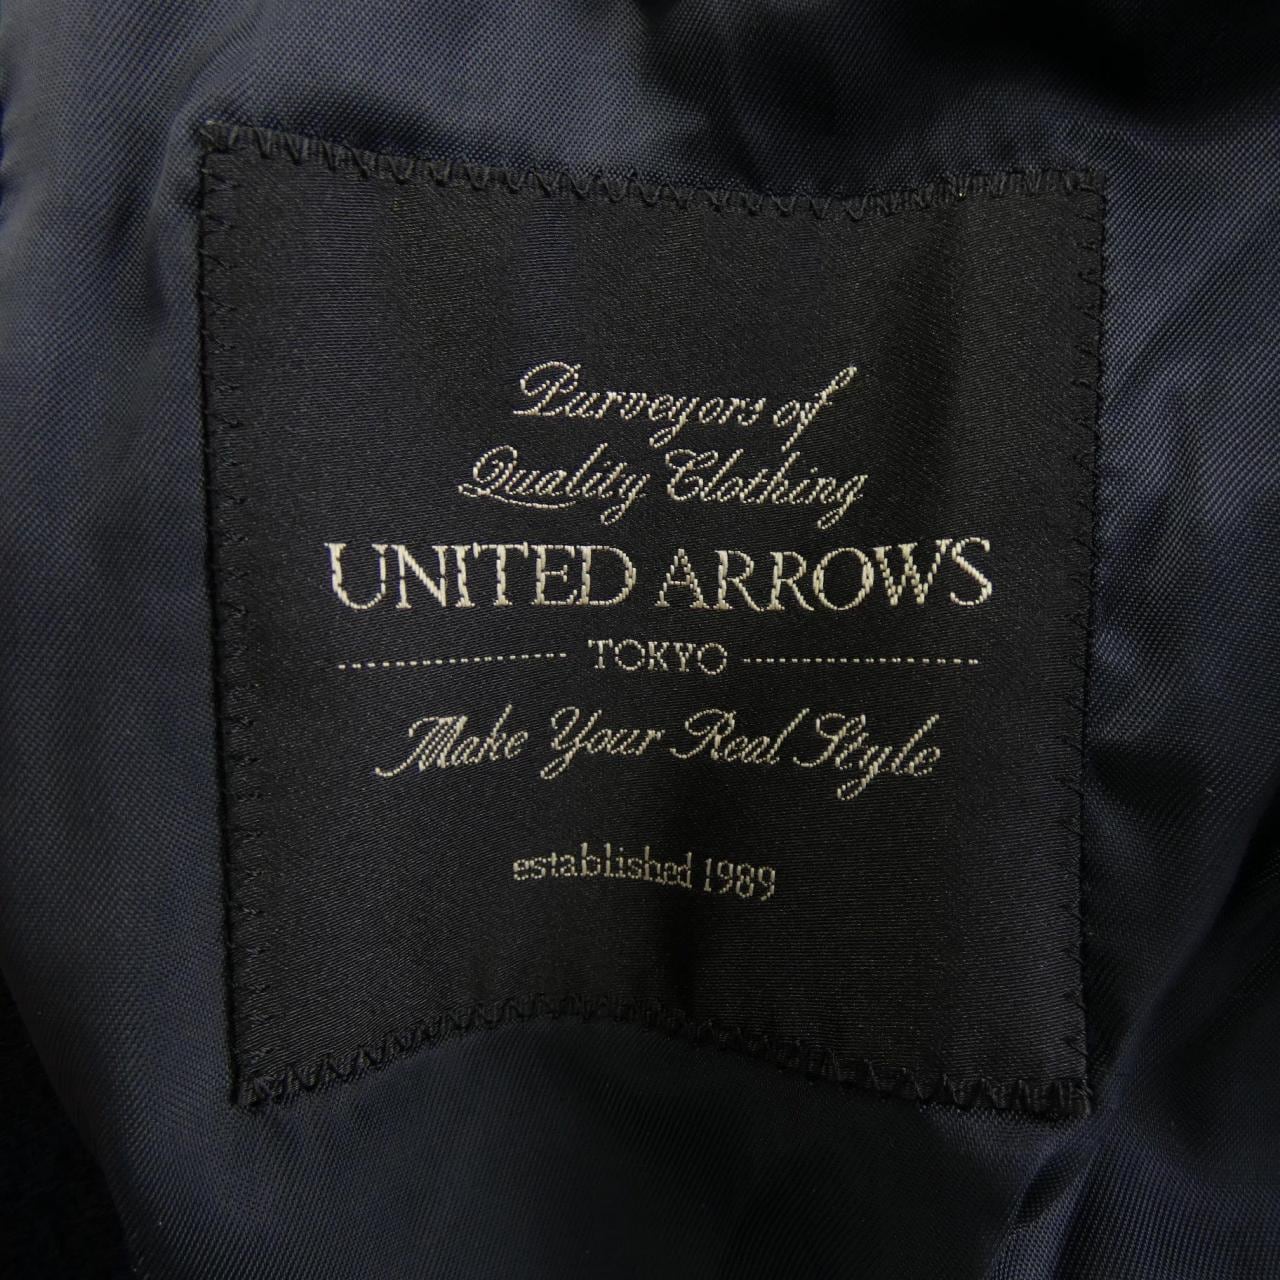 Purveyors of
Quality Clothing
UNITED ARROWS
TOKYO
Make Your Real Style
established 1989